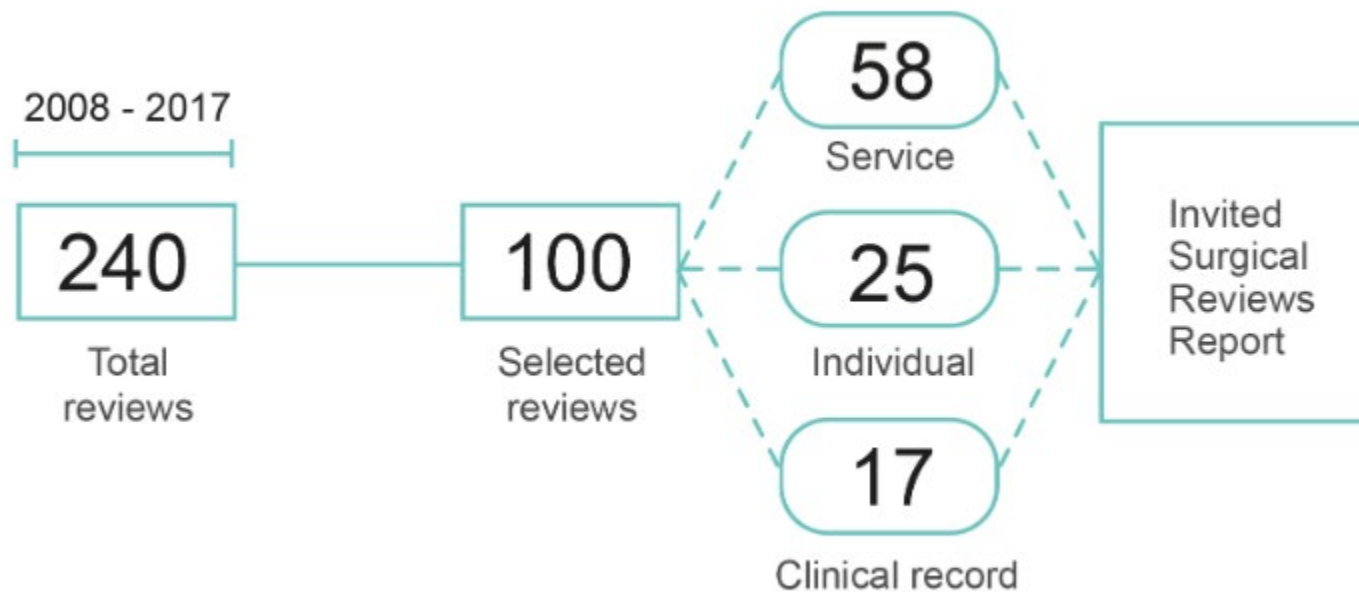 2008 - 2017
240
Total
reviews
100
Selected
reviews
58
Service
25
Individual
17
Clinical record
Invited
Surgical
Reviews
Report